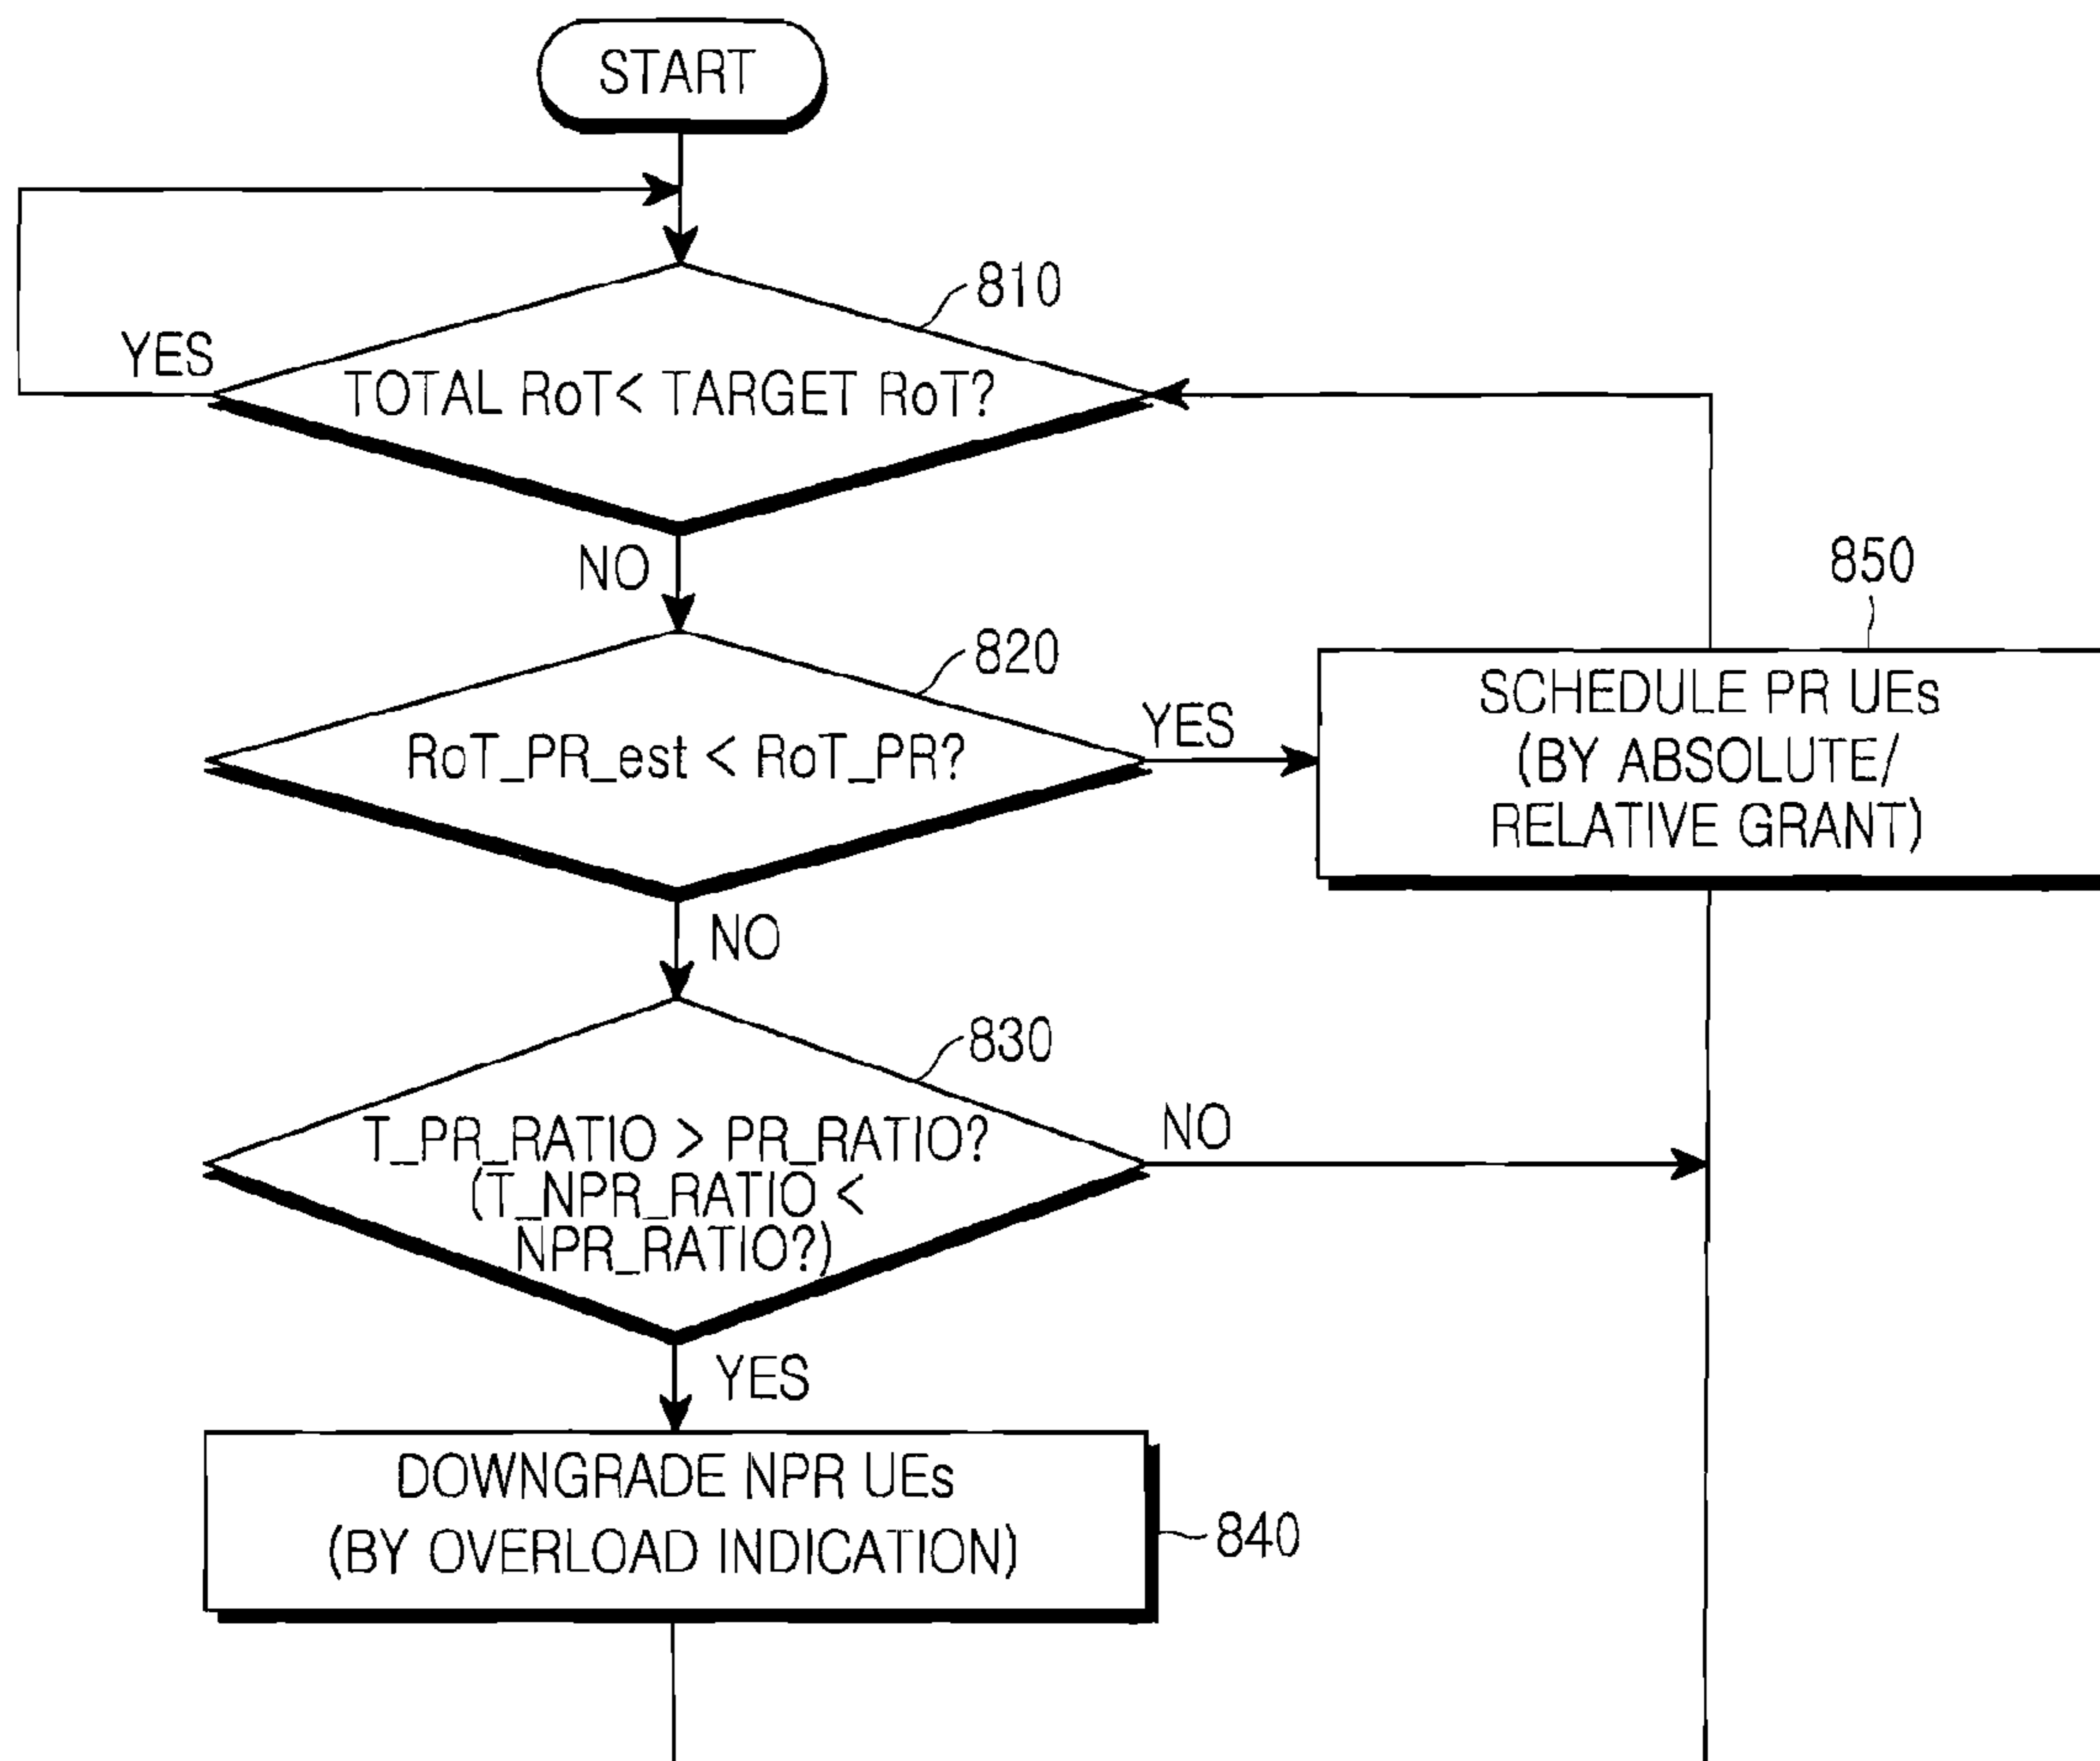 START
810
YES
TOTAL RoT< TARGET RoT?
NO
850
820
SCHEDULE PR UEs
(BY ABSOLUTE/
RELATIVE GRANT)
YES
RoT_PR_est < RoT_PR?
NO
830
T_PR_RATIO > PR_RATIO?
(T_NPR_RATIO <
NPR_RATIO?)
NO
YES
DOWNGRADE NPR UEs
(BY OVERLOAD INDICATION)
840